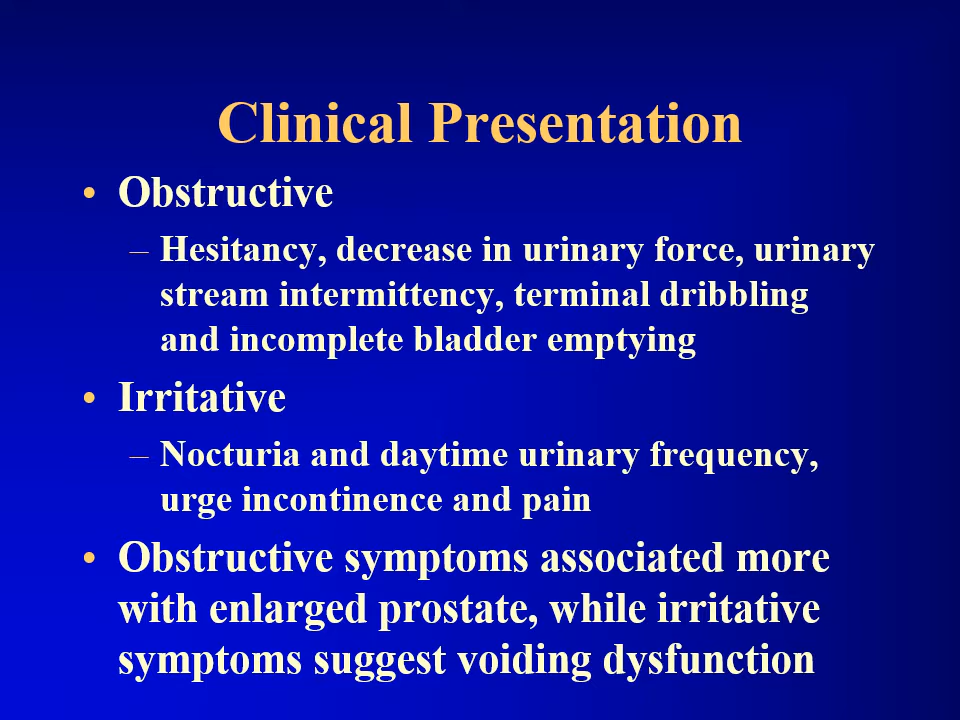 Clinical Presentation
• Obstructive
– Hesitancy, decrease in urinary force, urinary
stream intermittency, terminal dribbling
and incomplete bladder emptying
• Irritative
– Nocturia and daytime urinary frequency,
urge incontinence and pain
• Obstructive symptoms associated more
with enlarged prostate, while irritative
symptoms suggest voiding dysfunction